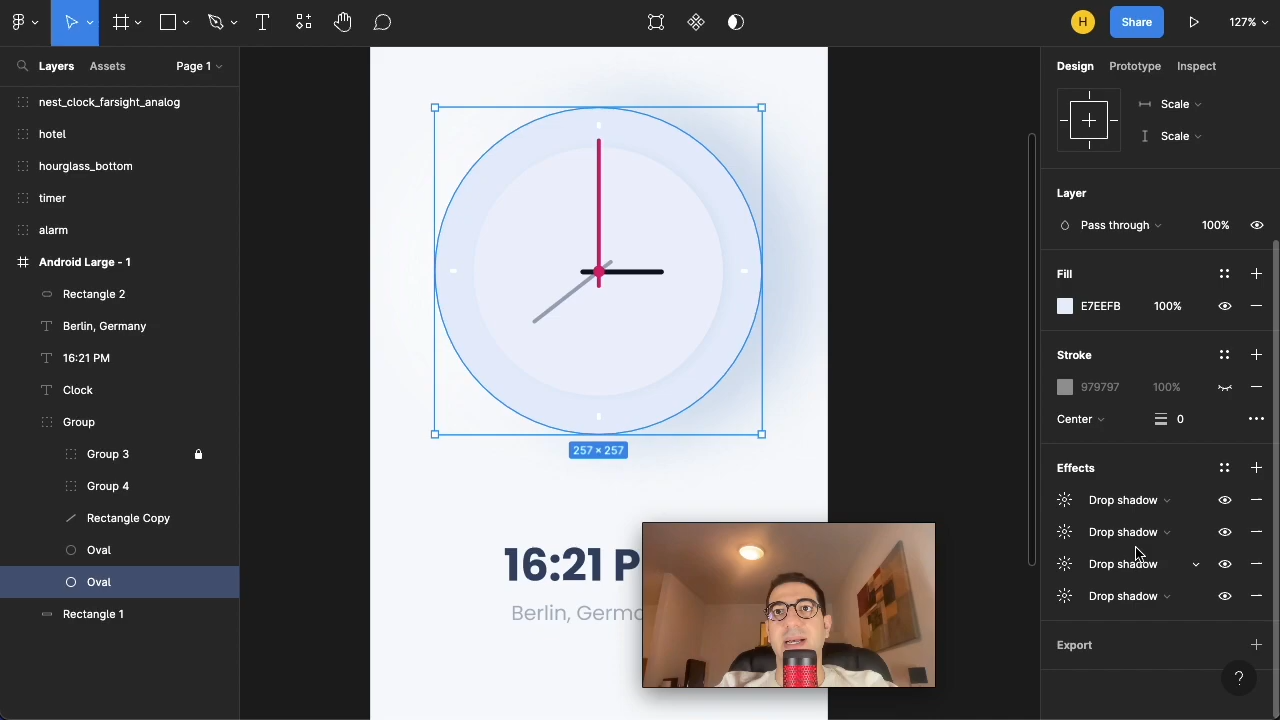 H
Share
127%
Layers
Assets
Page 1
nest_clock_farsight_analog
hotel
hourglass_bottom
timer
alarm
Android Large - 1
Rectangle 2
Berlin, Germany
16:21 PM
Clock
Group
Group 3
Group 4
Rectangle Copy
Oval
Oval
Rectangle 1
257 × 257
16:21 P
Berlin, Germa
Design
Prototype
Inspect
Scale
Scale
Layer
Pass through
100%
Fill
E7EEFB
100%
Stroke
979797
100%
Center
0
Effects
Drop shadow
Drop shadow
Drop shadow
Drop shadow
Export
?